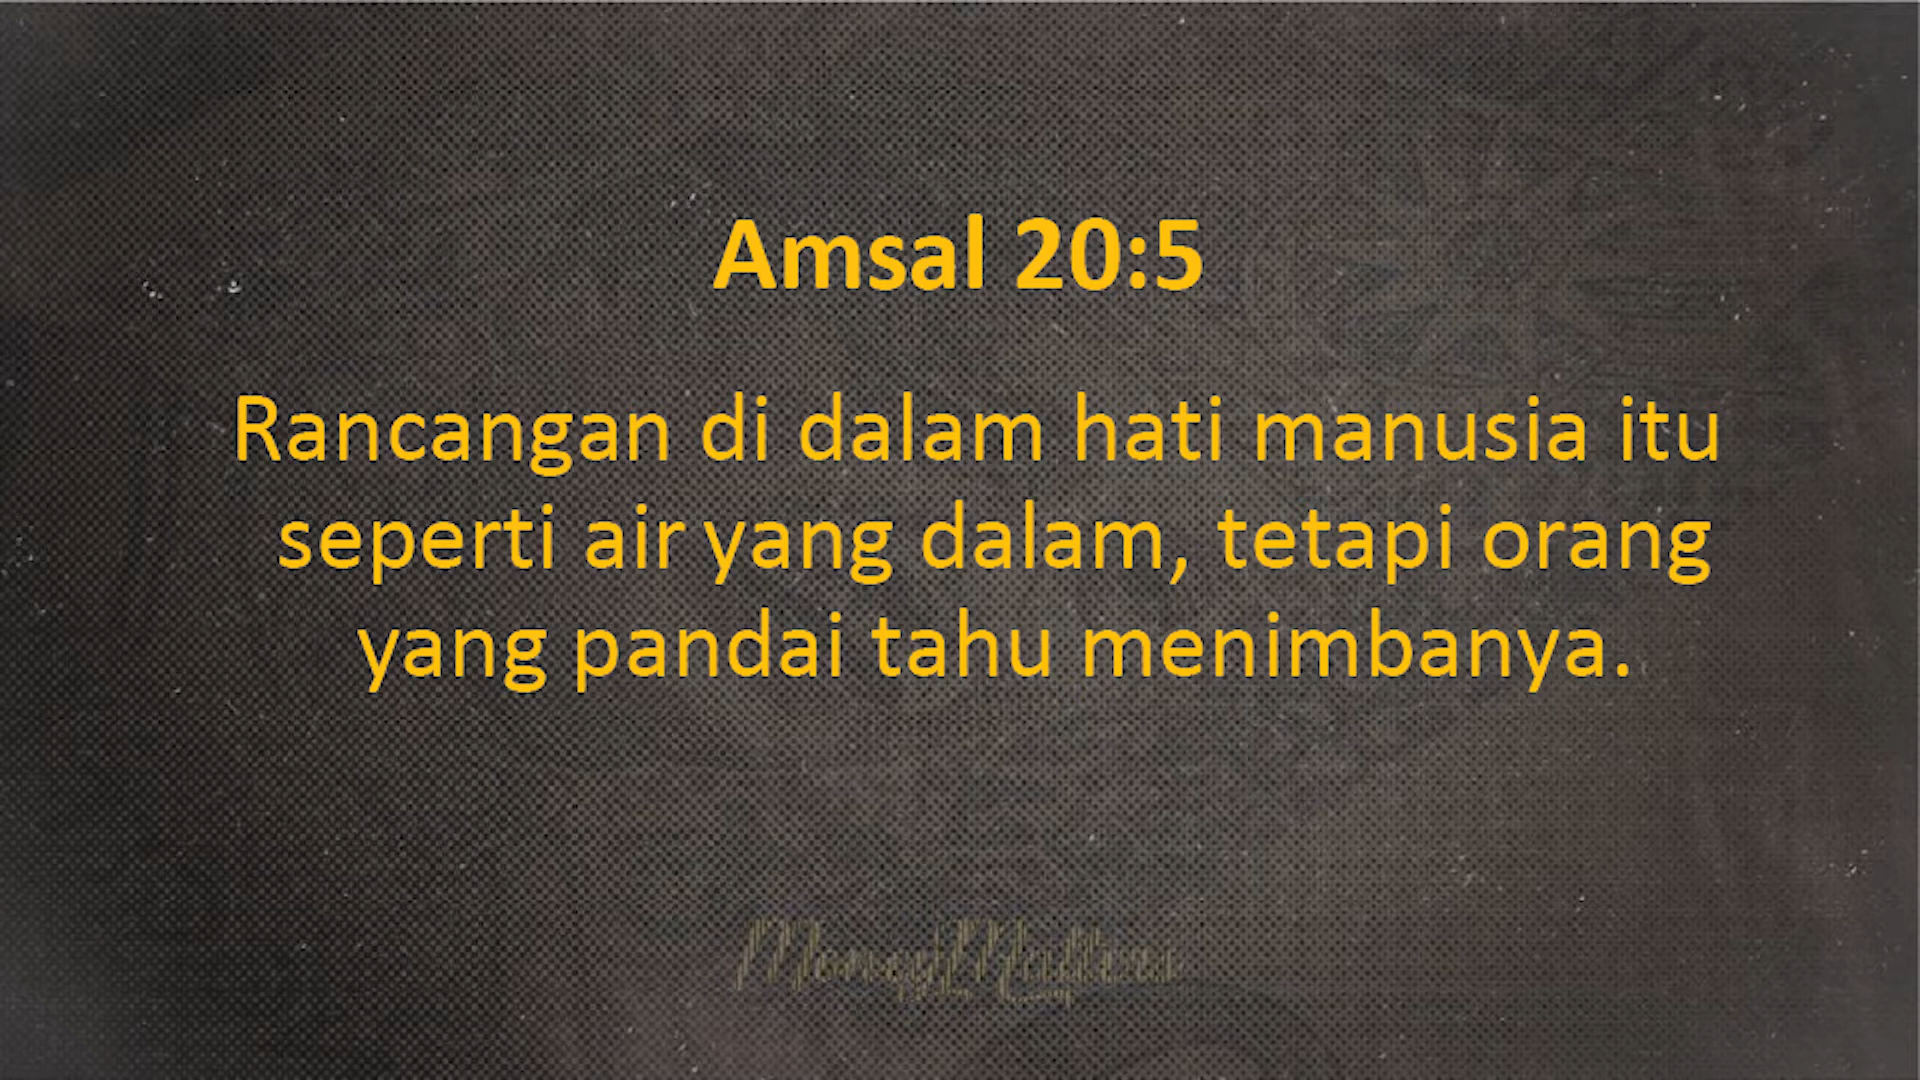 Amsal 20:5
Rancangan di dalam hati manusia itu
seperti air yang dalam, tetapi orang
yang pandai tahu menimbanya.